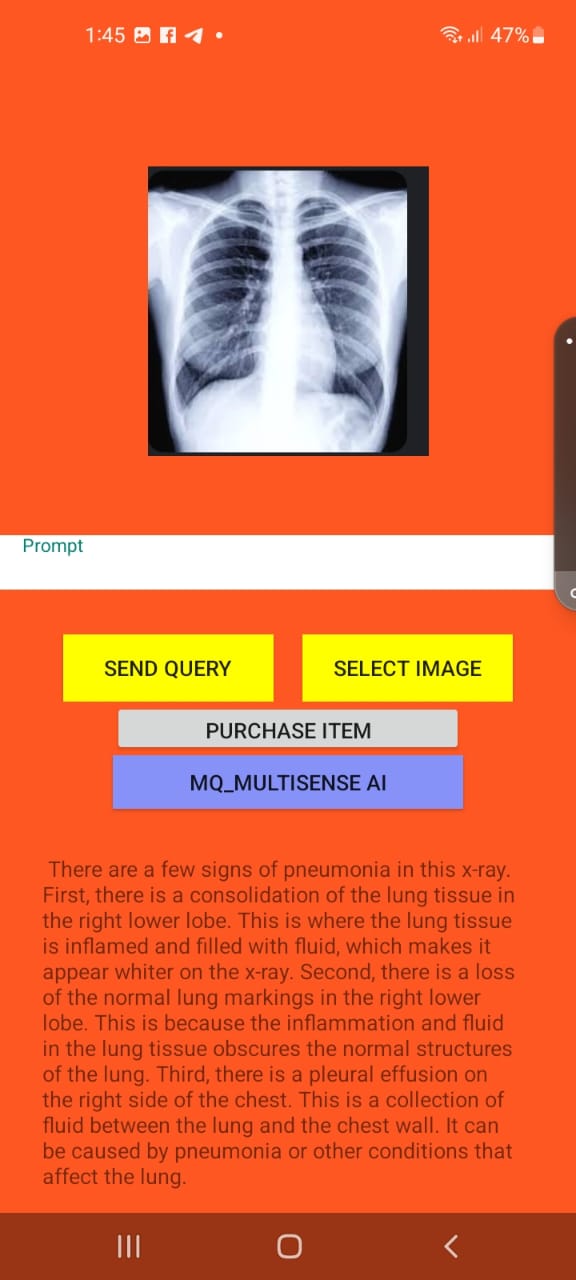 1:45 47%
Prompt
SEND QUERY SELECT IMAGE
PURCHASE ITEM
MQ_MULTISENSE AI
There are a few signs of pneumonia in this x-ray.
First, there is a consolidation of the lung tissue in
the right lower lobe. This is where the lung tissue
is inflamed and filled with fluid, which makes it
appear whiter on the x-ray. Second, there is a loss
of the normal lung markings in the right lower
lobe. This is because the inflammation and fluid
in the lung tissue obscures the normal structures
of the lung. Third, there is a pleural effusion on
the right side of the chest. This is a collection of
fluid between the lung and the chest wall. It can
be caused by pneumonia or other conditions that
affect the lung.